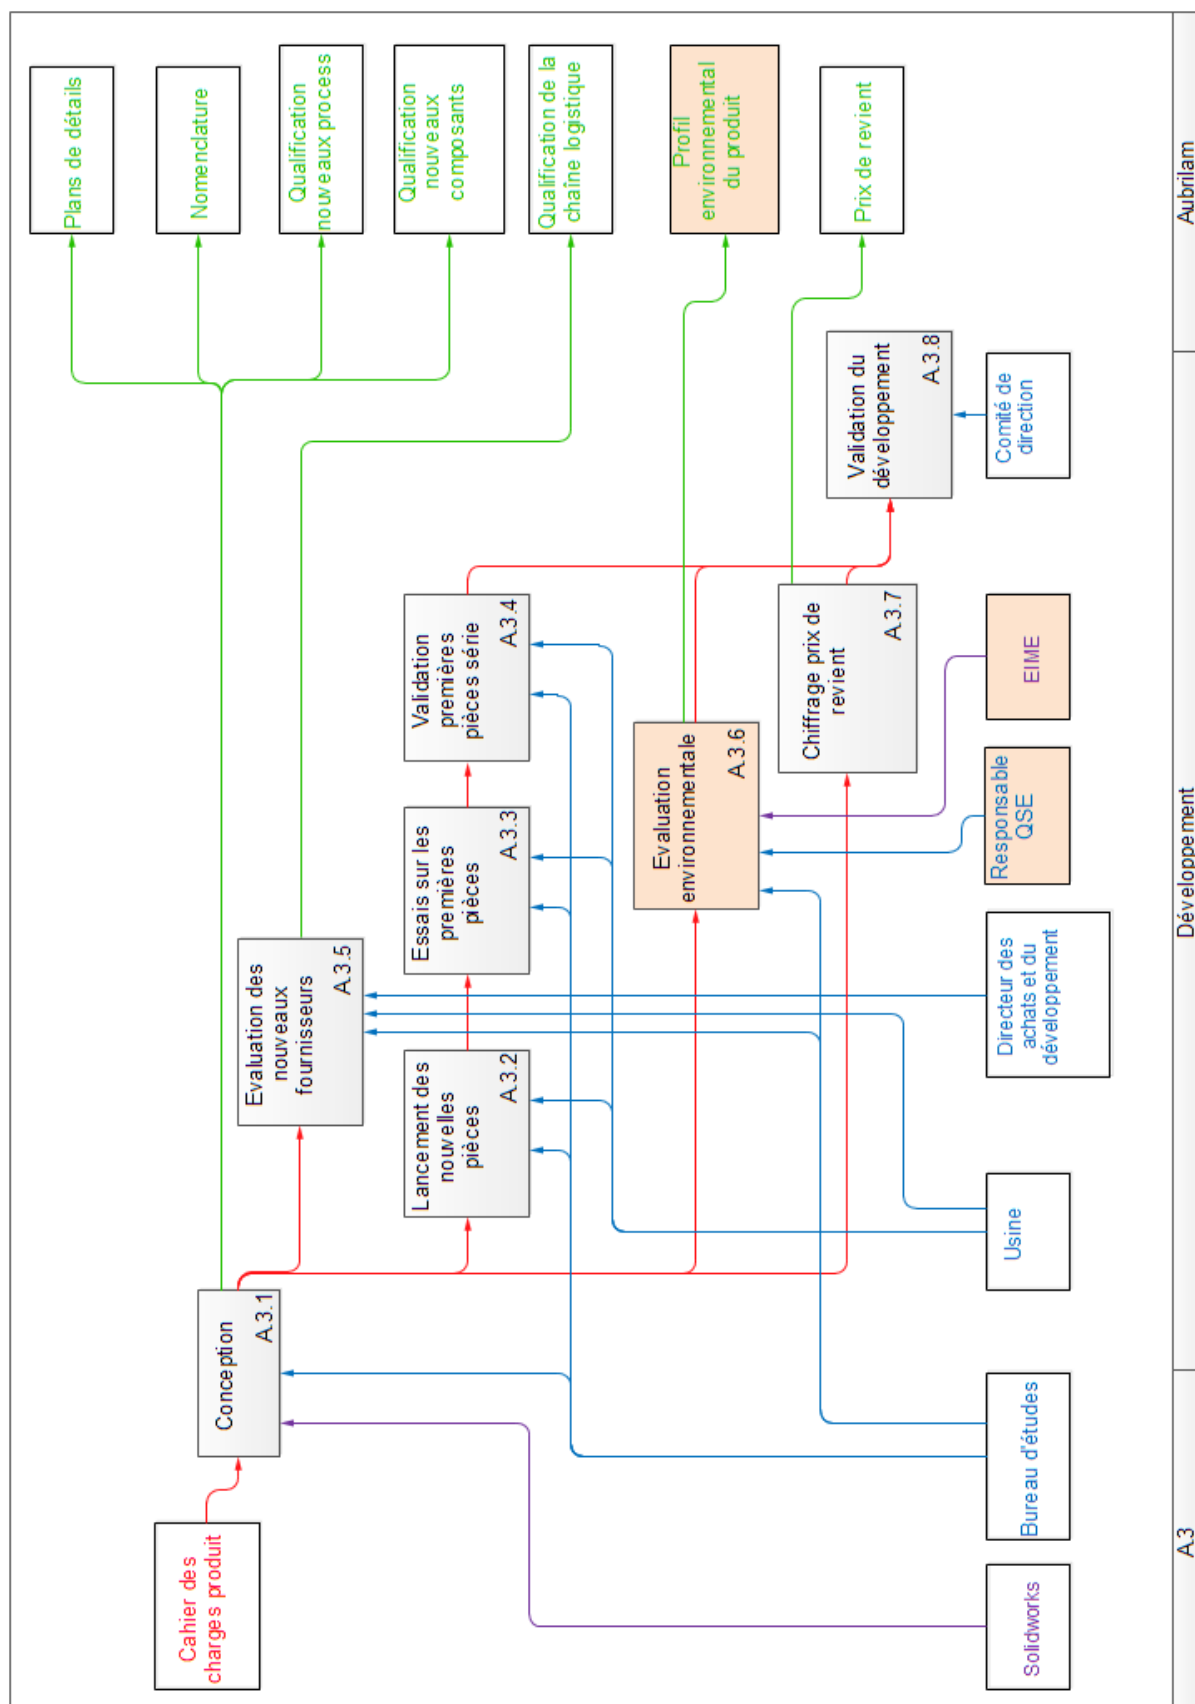 Cahier des
charges produit
Conception
A.3.1
Evaluation des
nouveaux
fournisseurs
A.3.5
Lancement des
nouvelles
pièces
A.3.2
Essais sur les
premières
pièces
A.3.3
Validation
premières
pièces série
A.3.4
Evaluation
environnementale
A.3.6
Chiffrage prix de
revient
A.3.7
Validation du
développement
A.3.8
Plans de détails
Nomenclature
Qualification
nouveaux process
Qualification
nouveaux
composants
Qualification de la
chaîne logistique
Profil
environnemental
du produit
Prix de revient
Solidworks
Bureau d'études
Usine
Directeur des
achats et du
développement
Responsable
QSE
EIME
Comité de
direction
A.3
Développement
Aubrilam